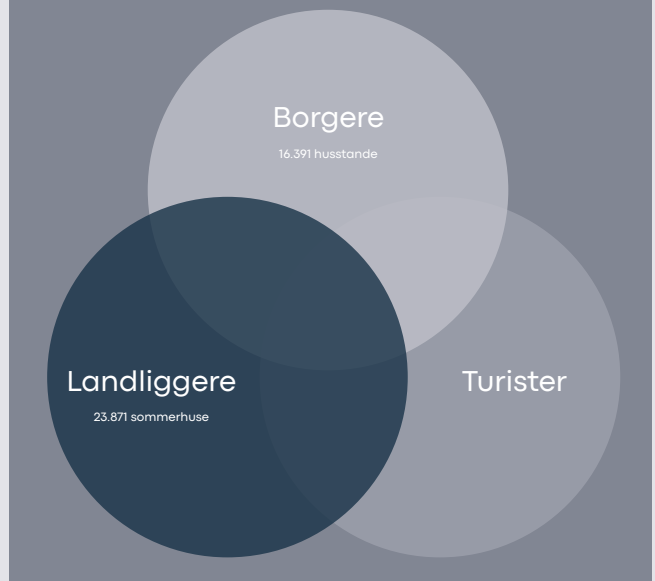 Borgere
16.391 husstande
Landliggere
23.871 sommerhuse
Turister